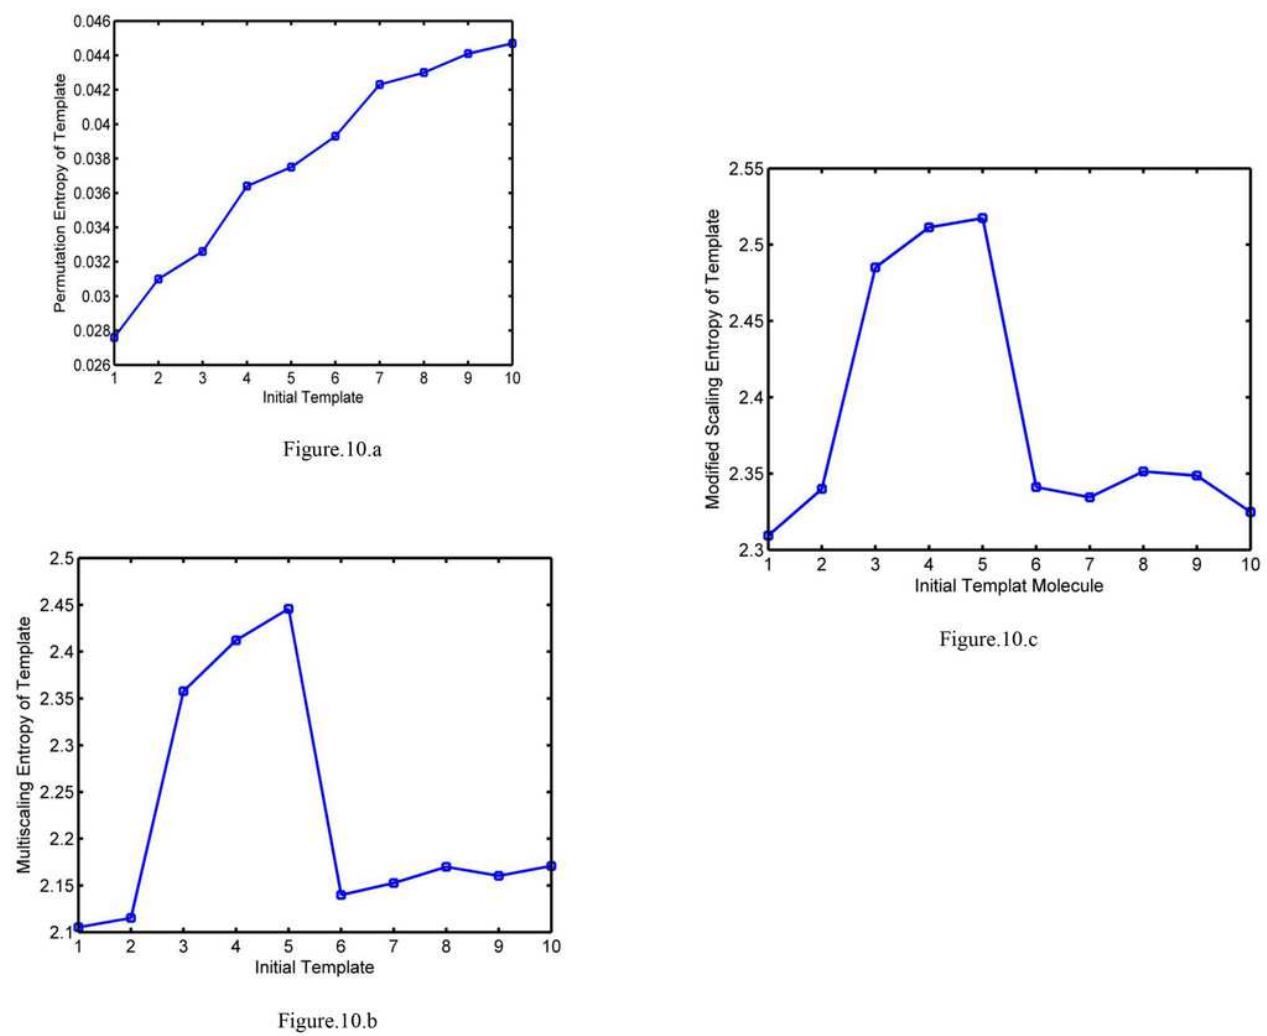 0.046
0.044
0.042
0.04
0.038
0.036
0.034
0.032
0.03
0.028
0.026
Permutation Entropy of Template
1 2 3 4 5 6 7 8 9 10
Initial Template
Figure.10.a
2.5
2.45
2.4
2.35
2.3
2.25
2.2
2.15
2.1
Multiscaling Entropy of Template
1 2 3 4 5 6 7 8 9 10
Initial Template
Figure.10.b
2.55
2.5
2.45
2.4
2.35
2.3
Modified Scaling Entropy of Template
1 2 3 4 5 6 7 8 9 10
Initial Templat Molecule
Figure.10.c